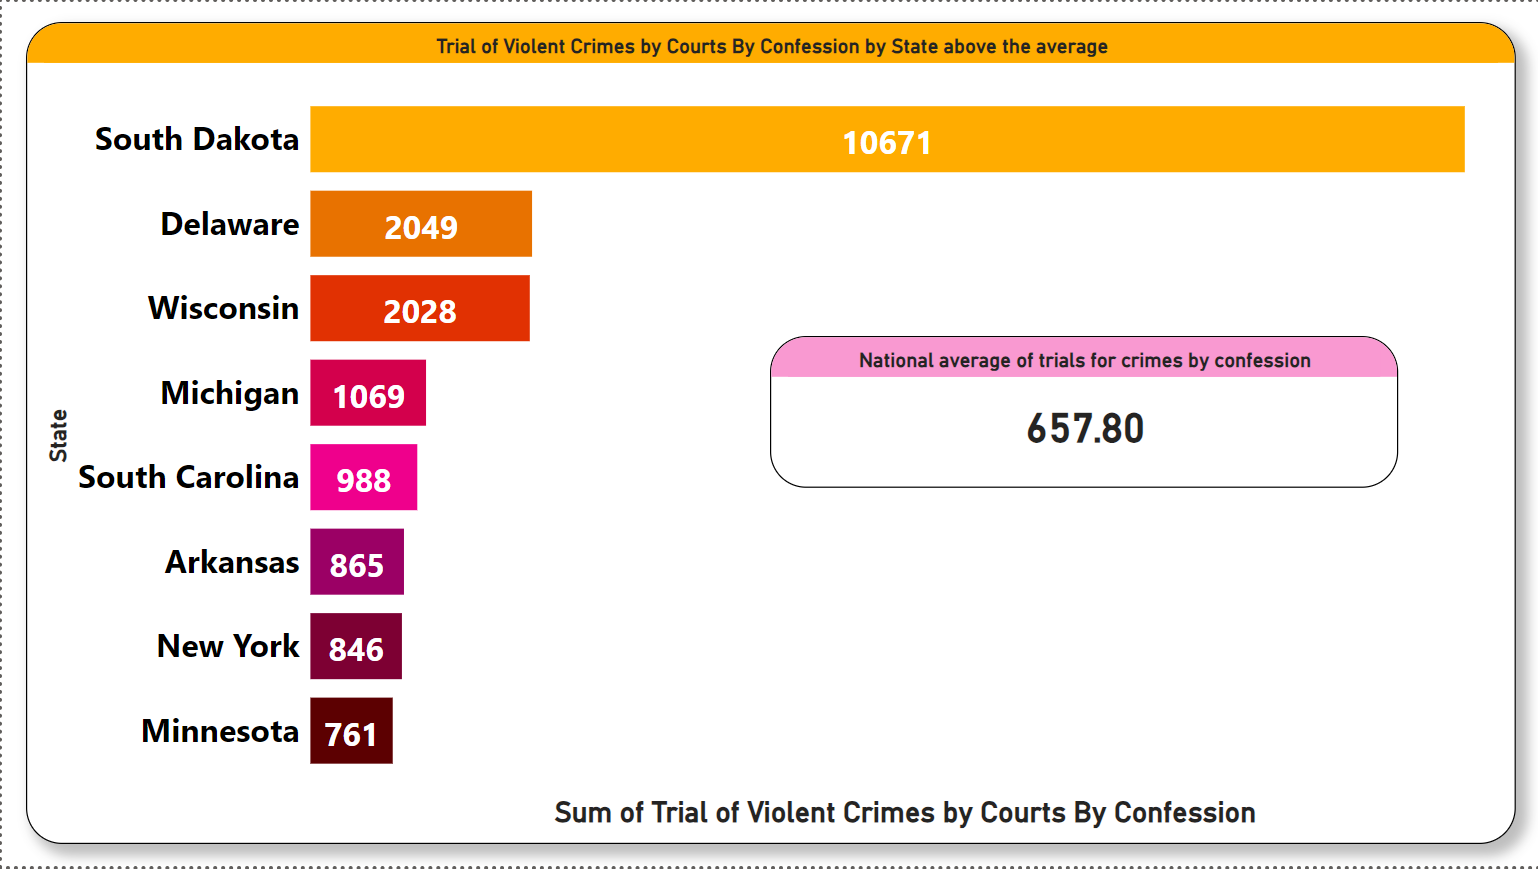 Trial of Violent Crimes by Courts By Confession by State above the average
South Dakota 10671
Delaware 2049
Wisconsin 2028
Michigan 1069
South Carolina 988
Arkansas 865
New York 846
Minnesota 761
State
National average of trials for crimes by confession
657.80
Sum of Trial of Violent Crimes by Courts By Confession